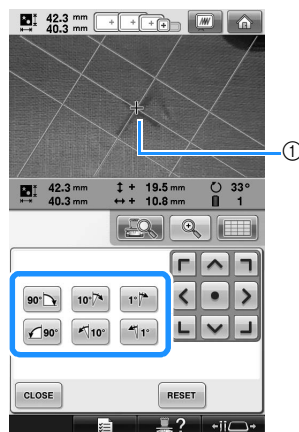 42.3 mm
40.3 mm
1
42.3 mm + 19.5 mm 33°
40.3 mm + 10.8 mm 1
90° 10° 1°
90° 10° 1°
CLOSE RESET
?